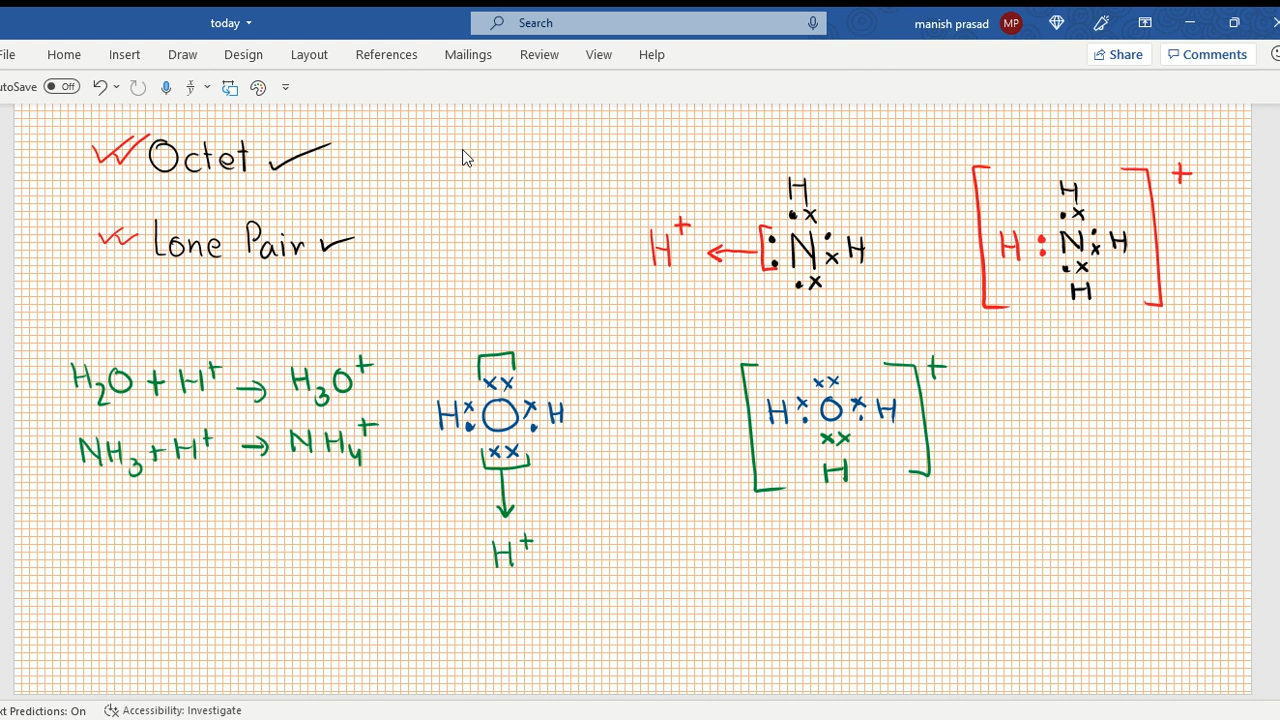 today
Search
manish prasad MP
File Home Insert Draw Design Layout References Mailings Review View Help Share Comments
AutoSave Off
Octet
Lone Pair
H⁺ : N H H H
[H : N H H H]⁺
H₂O + H⁺ → H₃O⁺
NH₃ + H⁺ → NH₄⁺
H O H
H⁺
[H O H H]⁺
Text Predictions: On Accessibility: Investigate